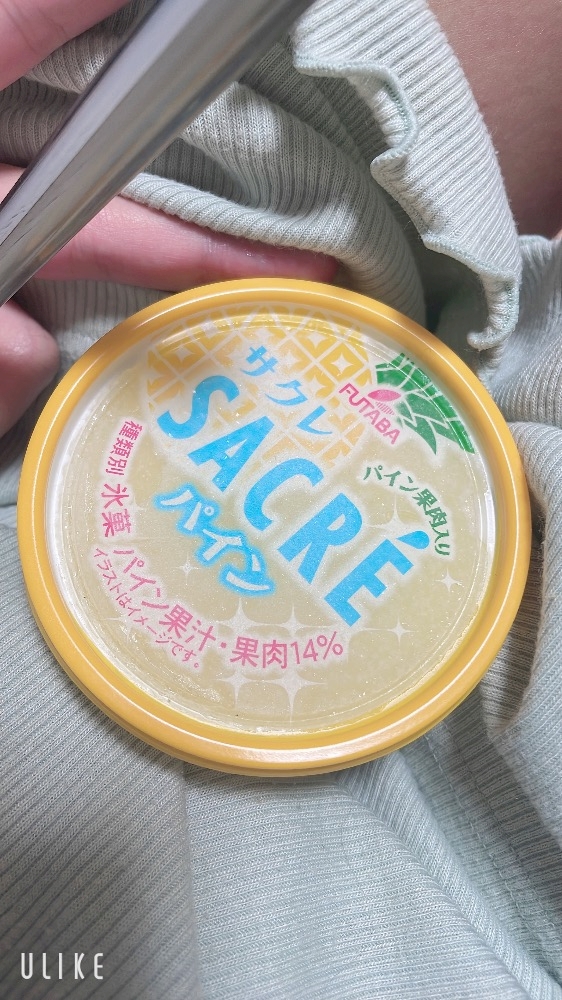 サクレ
FUTABA
SACRÉ
パイン果肉入り
パイン
種類別 氷菓 パイン果汁・果肉14%
イラストはイメージです。
ULIKE